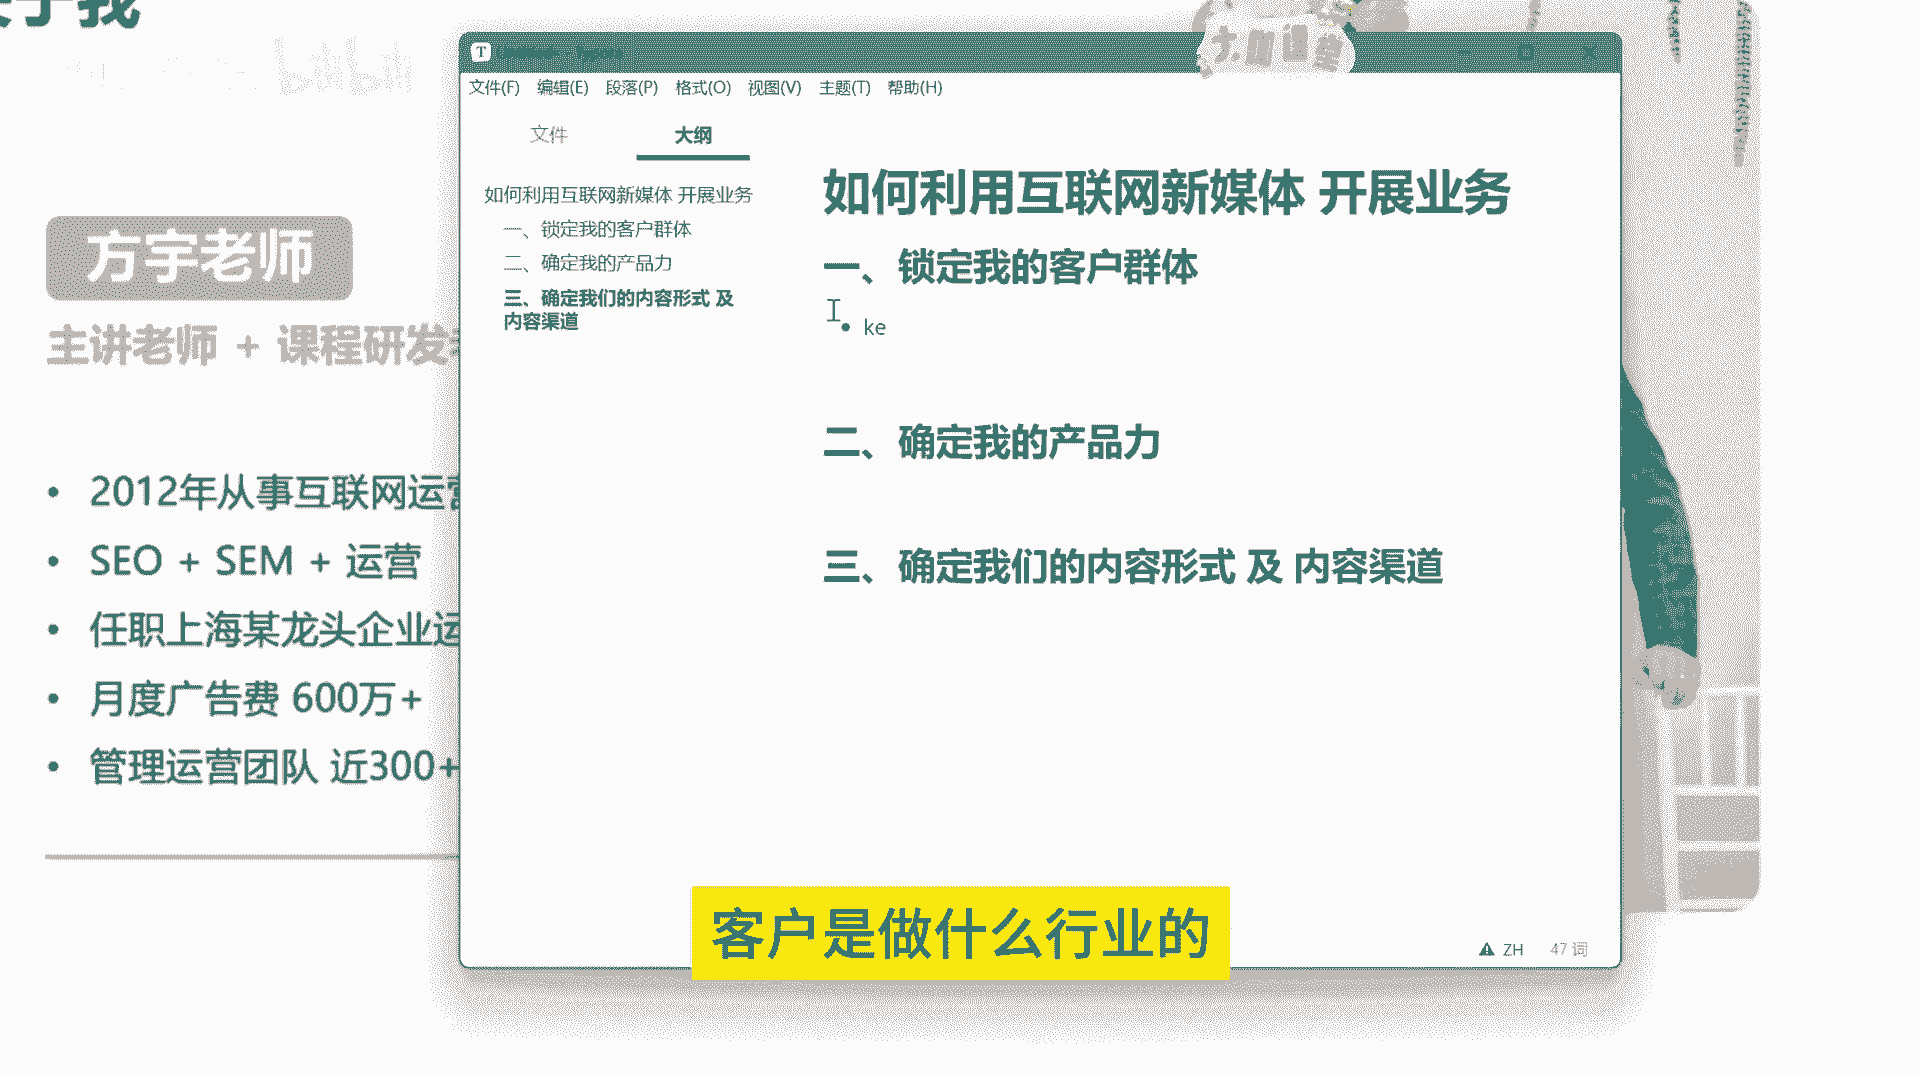 关于我
bilibili
方宇老师
主讲老师 + 课程研发
• 2012年从事互联网运营
• SEO + SEM + 运营
• 任职上海某龙头企业运
• 月度广告费 600万+
• 管理运营团队 近300+
T
文件(F) 编辑(E) 段落(P) 格式(O) 视图(V) 主题(T) 帮助(H)
文件 大纲
如何利用互联网新媒体 开展业务
一、锁定我的客户群体
二、确定我的产品力
三、确定我们的内容形式 及
内容渠道
如何利用互联网新媒体 开展业务
一、锁定我的客户群体
• ke
二、确定我的产品力
三、确定我们的内容形式 及 内容渠道
ZH 47 词
客户是做什么行业的